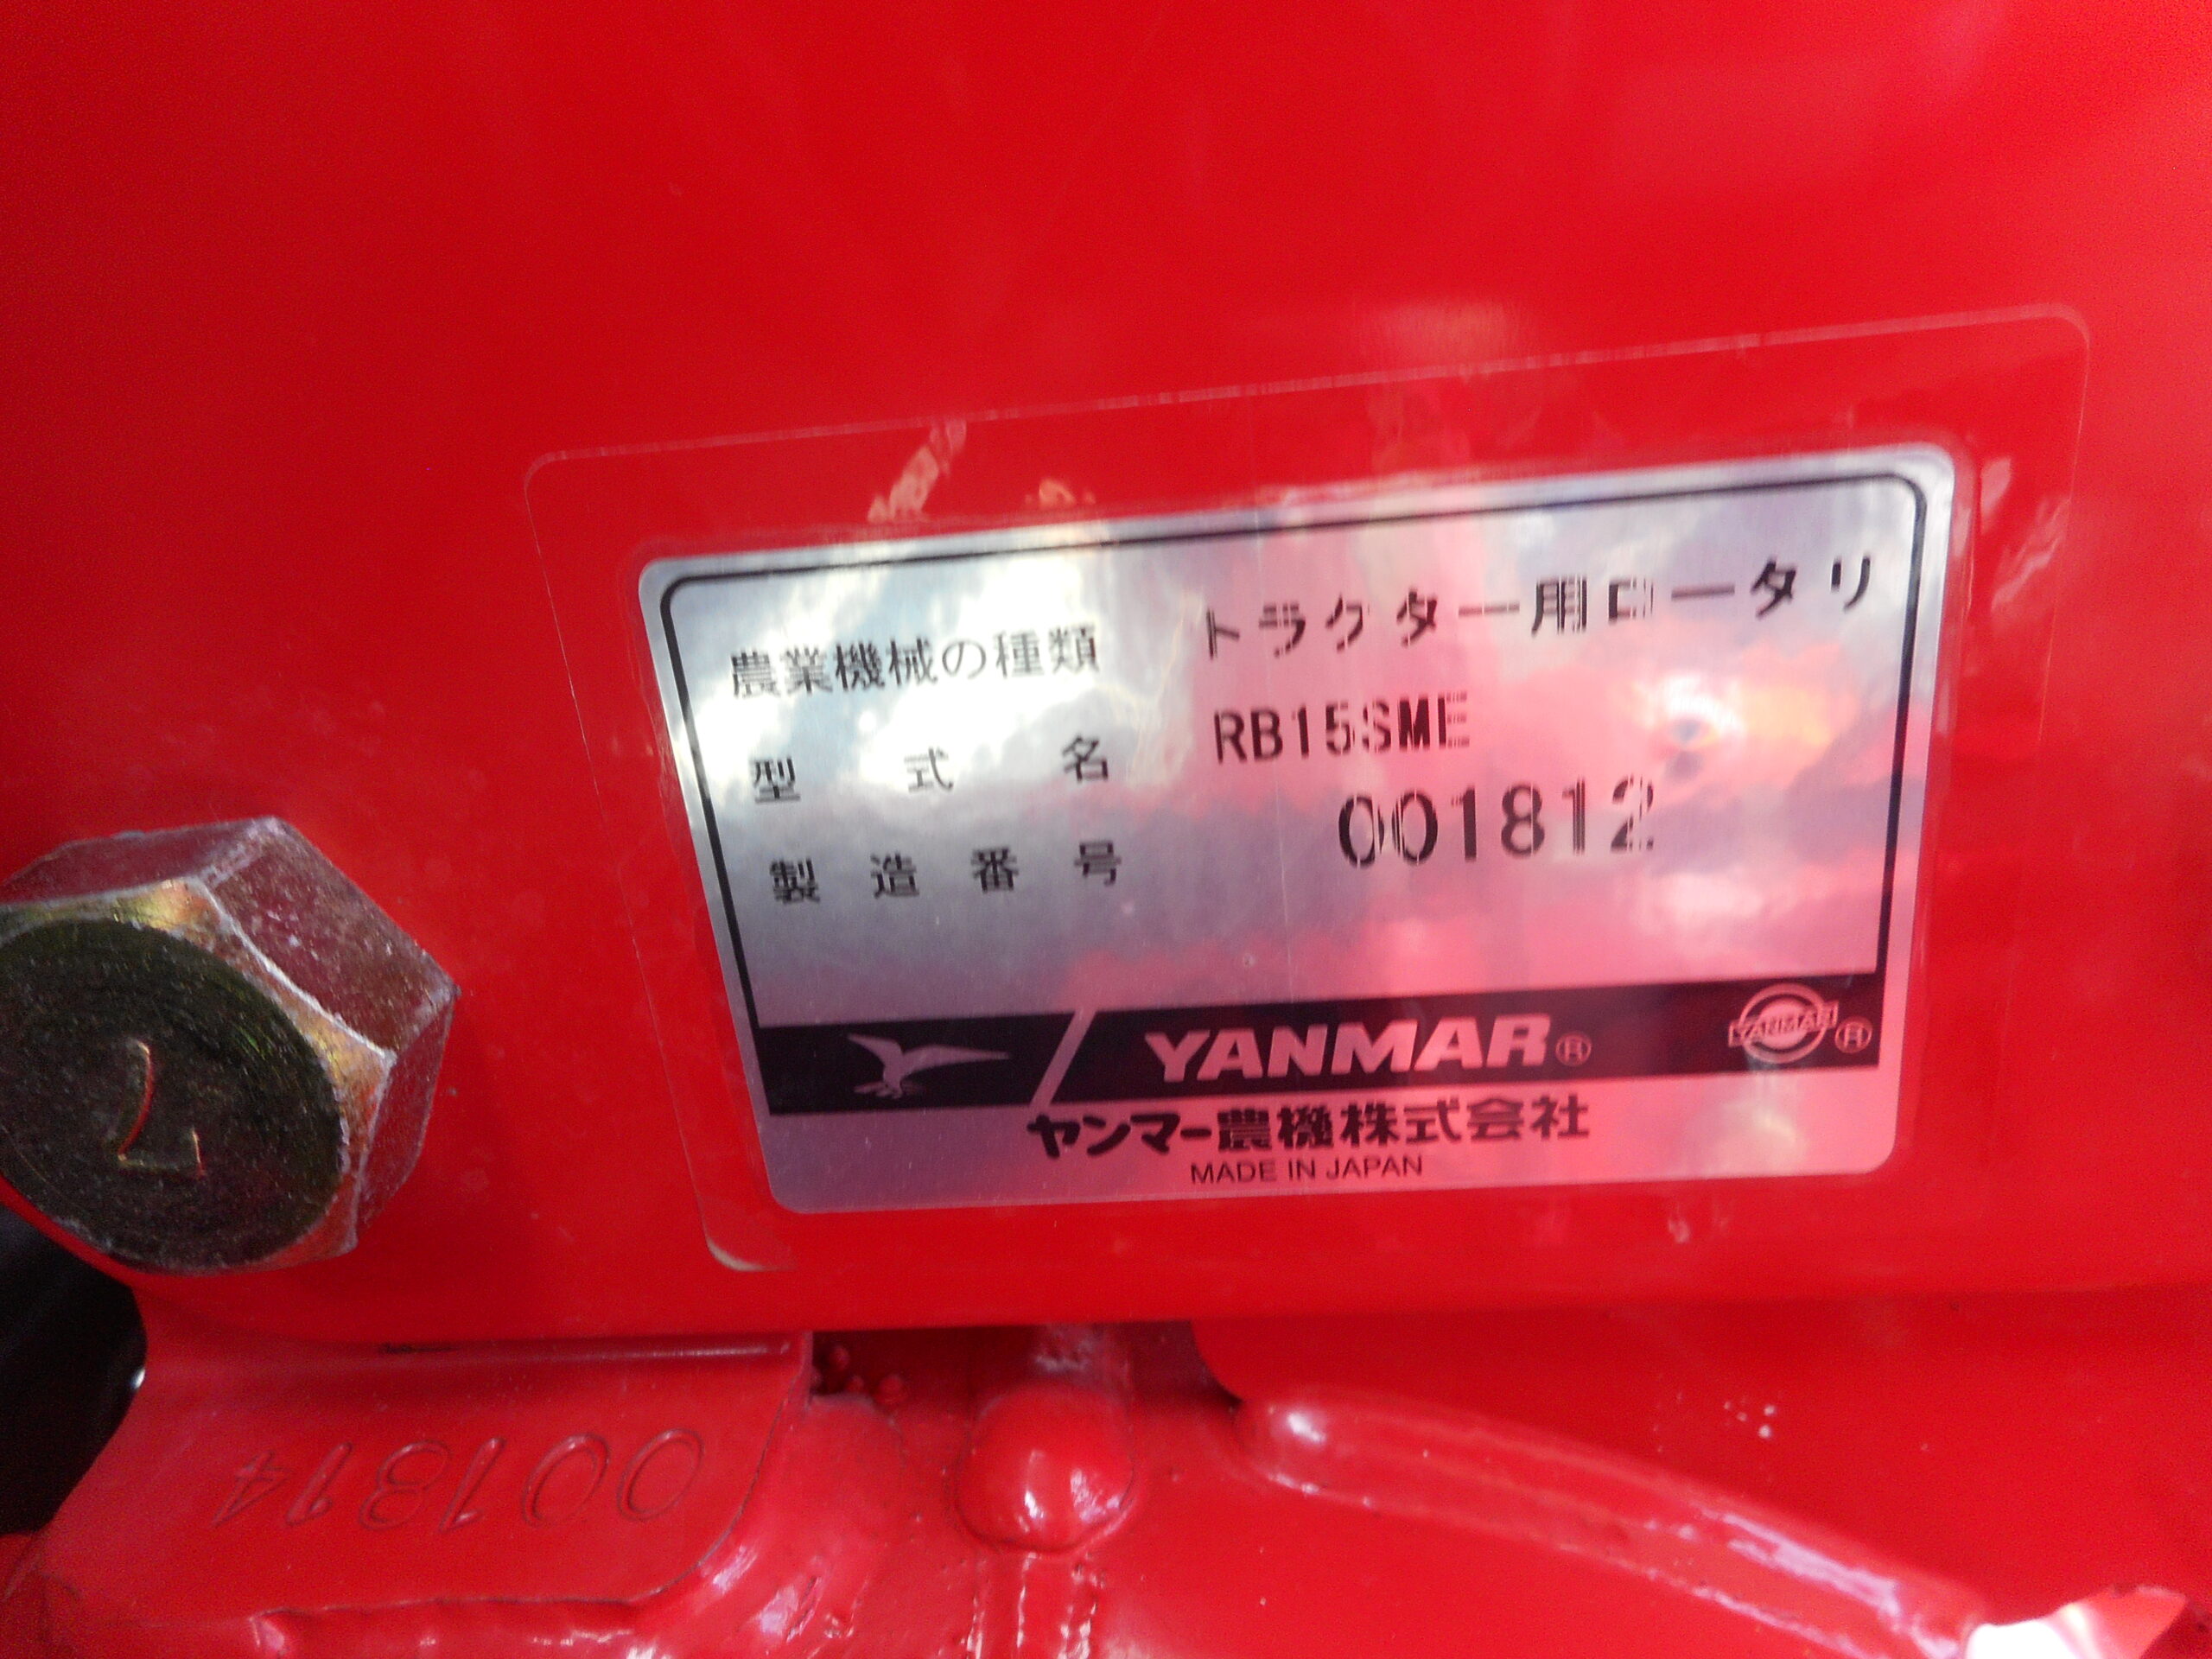 農業機械の種類 トラクター用ロータリ
型式名 RB15SME
製造番号 001812
YANMAR® YANMAR®
ヤンマー農機株式会社
MADE IN JAPAN
7
001814